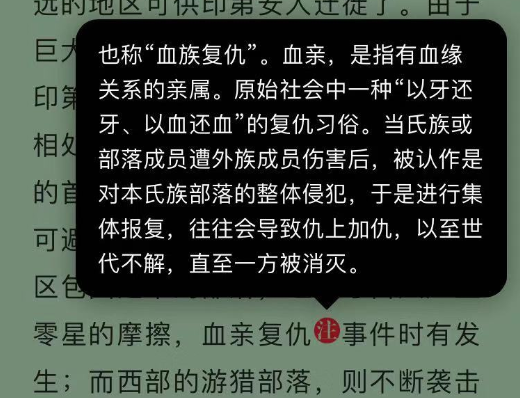 选的地区可供印第安人迁徙了。由于
巨大
印第
相处
的首
可遏
区包
也称“血族复仇”。血亲，是指有血缘
关系的亲属。原始社会中一种“以牙还
牙、以血还血”的复仇习俗。当氏族或
部落成员遭外族成员伤害后，被认作是
对本氏族部落的整体侵犯，于是进行集
体报复，往往会导致仇上加仇，以至世
代不解，直至一方被消灭。
零星的摩擦，血亲复仇注事件时有发
生；而西部的游猎部落，则不断袭击